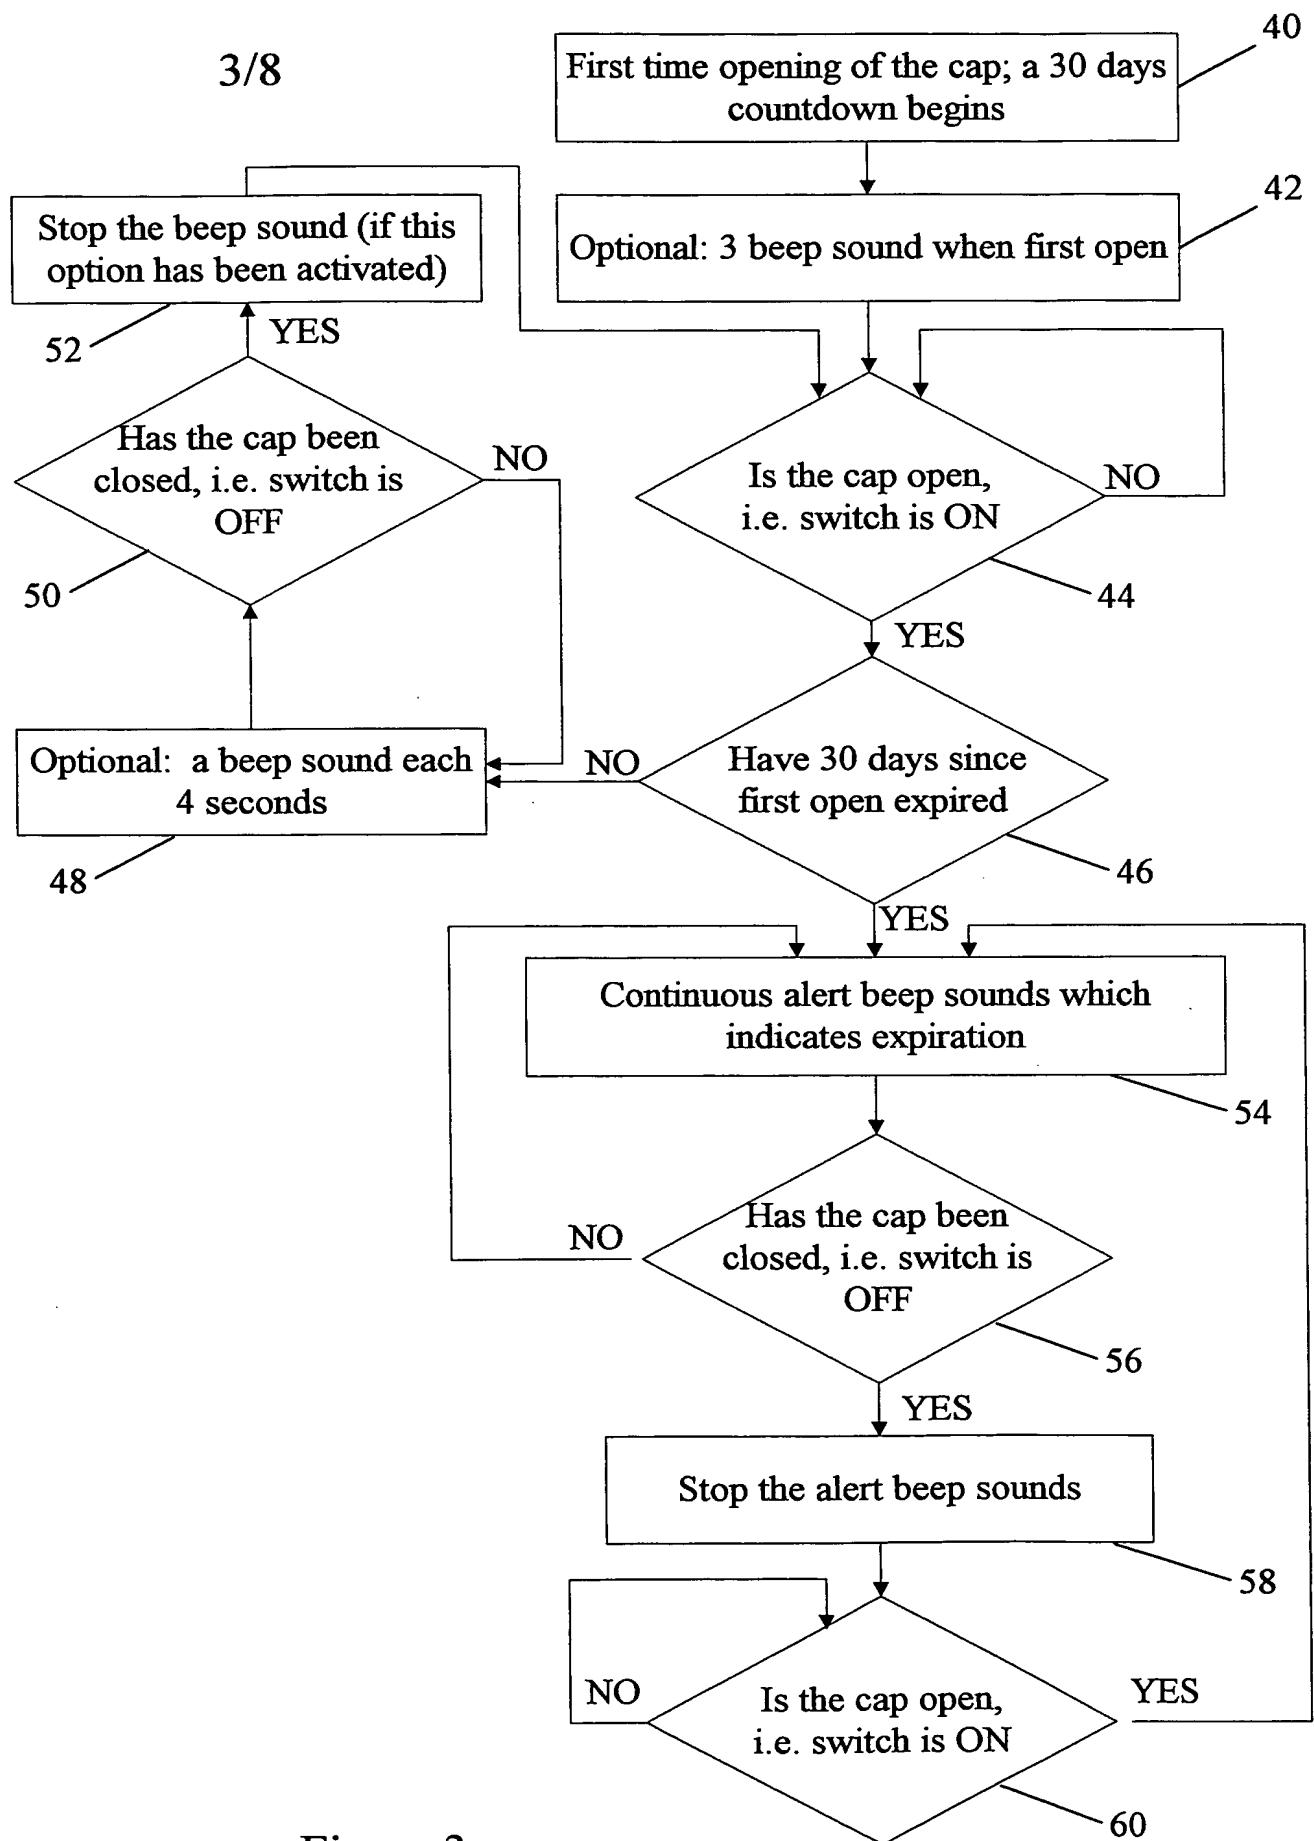 3/8
40
First time opening of the cap; a 30 days
countdown begins
42
Optional: 3 beep sound when first open
Stop the beep sound (if this
option has been activated)
52
YES
Has the cap been
closed, i.e. switch is
OFF
NO
50
Is the cap open,
i.e. switch is ON
NO
44
YES
Optional: a beep sound each
4 seconds
48
NO
Have 30 days since
first open expired
46
YES
Continuous alert beep sounds which
indicates expiration
54
NO
Has the cap been
closed, i.e. switch is
OFF
56
YES
Stop the alert beep sounds
58
NO
Is the cap open,
i.e. switch is ON
YES
60